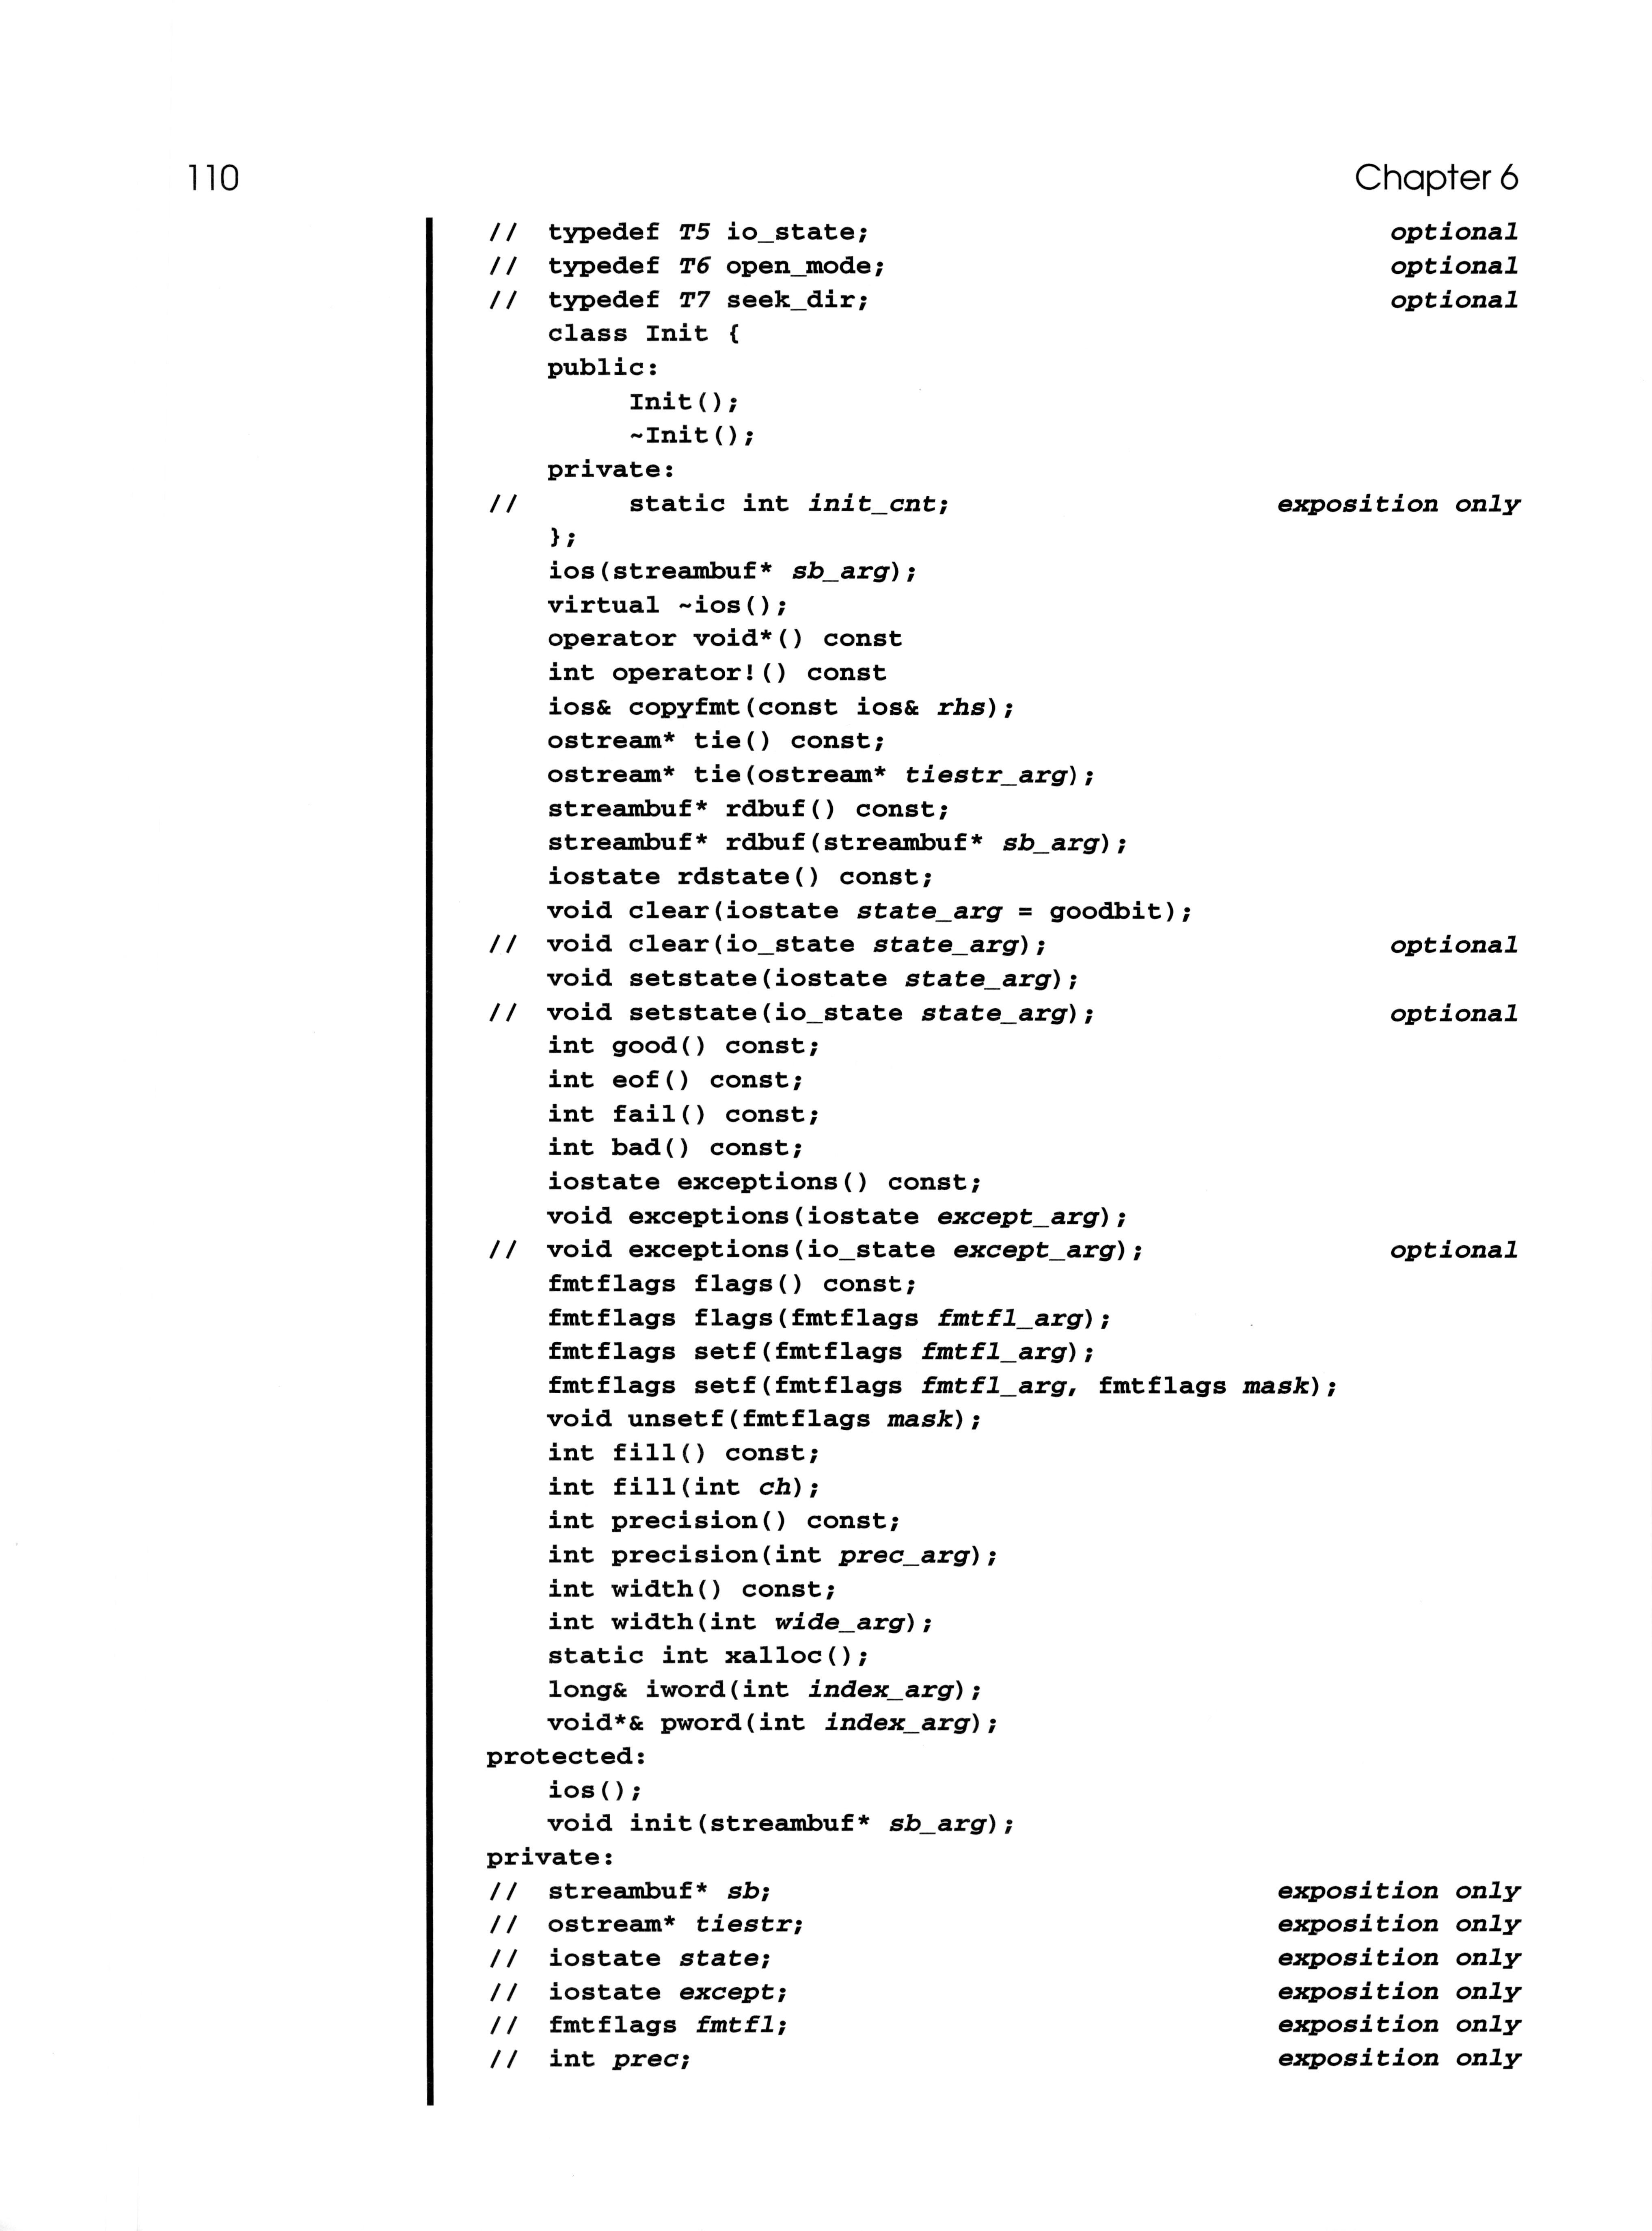 110 Chapter 6
// typedef T5 io_state; optional
// typedef T6 open_mode; optional
// typedef T7 seek_dir; optional
class Init {
public:
Init();
~Init();
private:
// static int init_cnt; exposition only
};
ios(streambuf* sb_arg);
virtual ~ios();
operator void*() const
int operator!() const
ios& copyfmt(const ios& rhs);
ostream* tie() const;
ostream* tie(ostream* tiestr_arg);
streambuf* rdbuf() const;
streambuf* rdbuf(streambuf* sb_arg);
iostate rdstate() const;
void clear(iostate state_arg = goodbit);
// void clear(io_state state_arg); optional
void setstate(iostate state_arg);
// void setstate(io_state state_arg); optional
int good() const;
int eof() const;
int fail() const;
int bad() const;
iostate exceptions() const;
void exceptions(iostate except_arg);
// void exceptions(io_state except_arg); optional
fmtflags flags() const;
fmtflags flags(fmtflags fmtfl_arg);
fmtflags setf(fmtflags fmtfl_arg);
fmtflags setf(fmtflags fmtfl_arg, fmtflags mask);
void unsetf(fmtflags mask);
int fill() const;
int fill(int ch);
int precision() const;
int precision(int prec_arg);
int width() const;
int width(int wide_arg);
static int xalloc();
long& iword(int index_arg);
void*& pword(int index_arg);
protected:
ios();
void init(streambuf* sb_arg);
private:
// streambuf* sb; exposition only
// ostream* tiestr; exposition only
// iostate state; exposition only
// iostate except; exposition only
// fmtflags fmtfl; exposition only
// int prec; exposition only